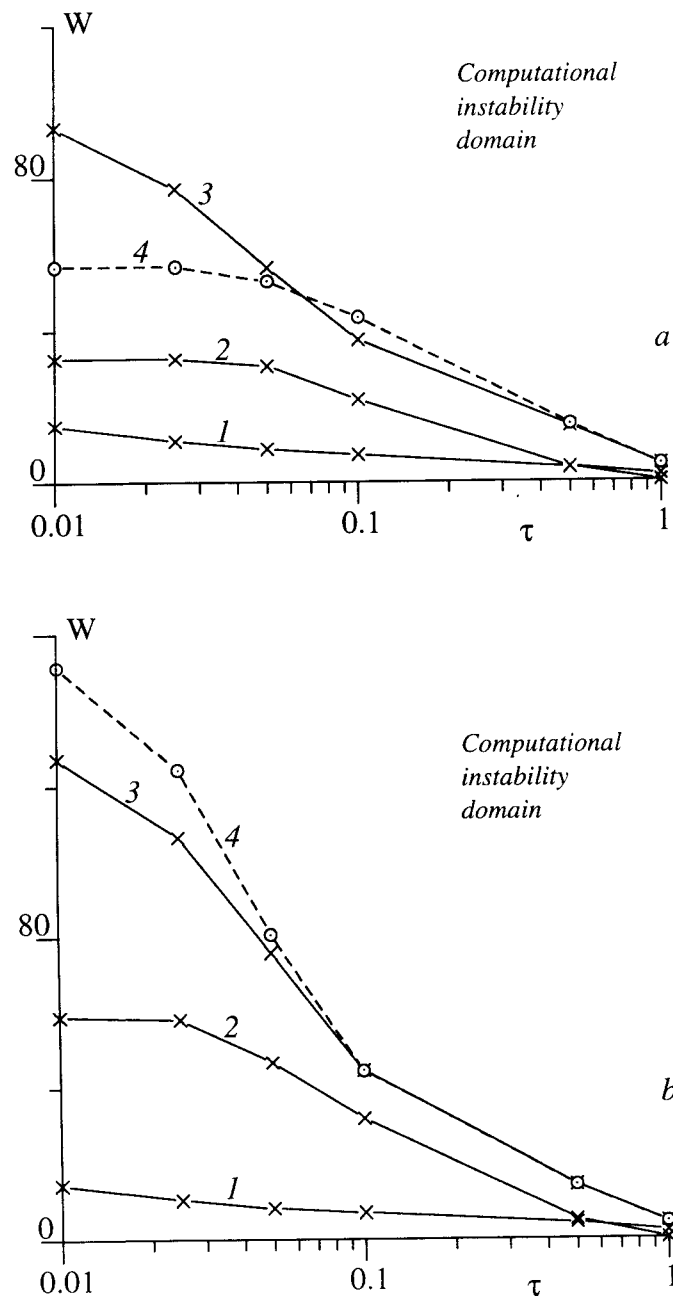 W
Computational
instability
domain
80
3
4
2
a
1
0
0.01
0.1
τ
1
W
Computational
instability
domain
3
4
80
2
b
1
0
0.01
0.1
τ
1